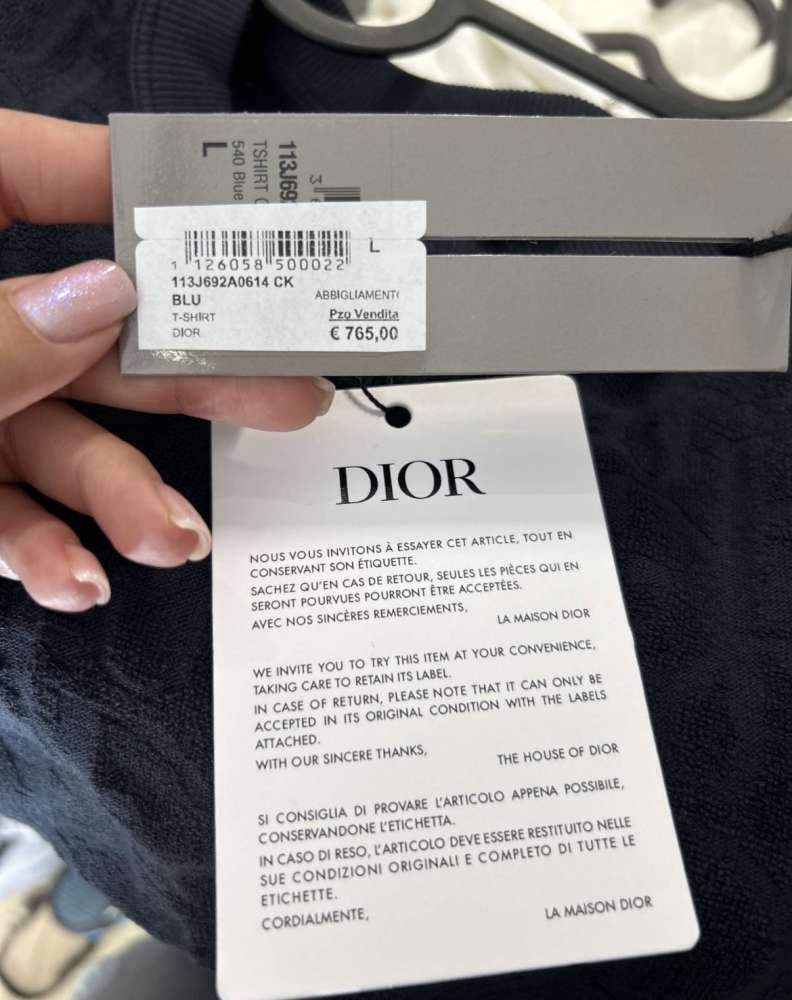 113J69
TSHIRT
540 Blue
L
L
1 126058 500022
113J692A0614 CK
BLU
ABBIGLIAMENT
T-SHIRT
Pzo Vendita
DIOR
€ 765,00
DIOR
NOUS VOUS INVITONS À ESSAYER CET ARTICLE, TOUT EN
CONSERVANT SON ÉTIQUETTE.
SACHEZ QU'EN CAS DE RETOUR, SEULES LES PIÈCES QUI EN
SERONT POURVUES POURRONT ÊTRE ACCEPTÉES.
AVEC NOS SINCÈRES REMERCIEMENTS,
LA MAISON DIOR
WE INVITE YOU TO TRY THIS ITEM AT YOUR CONVENIENCE,
TAKING CARE TO RETAIN ITS LABEL.
IN CASE OF RETURN, PLEASE NOTE THAT IT CAN ONLY BE
ACCEPTED IN ITS ORIGINAL CONDITION WITH THE LABELS
ATTACHED.
WITH OUR SINCERE THANKS,
THE HOUSE OF DIOR
SI CONSIGLIA DI PROVARE L'ARTICOLO APPENA POSSIBILE,
CONSERVANDONE L'ETICHETTA.
IN CASO DI RESO, L'ARTICOLO DEVE ESSERE RESTITUITO NELLE
SUE CONDIZIONI ORIGINALI E COMPLETO DI TUTTE LE
ETICHETTE.
CORDIALMENTE,
LA MAISON DIOR